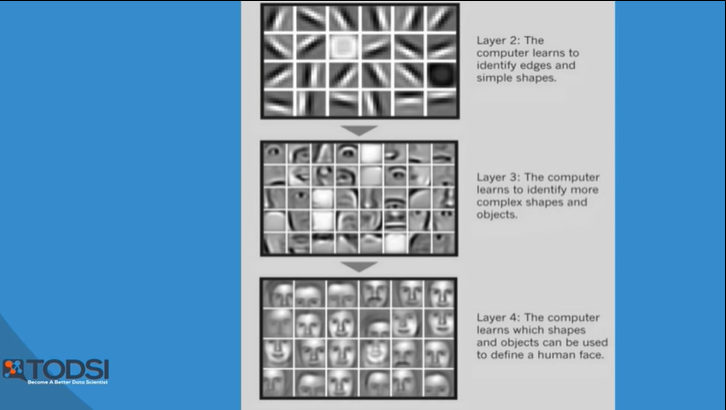 Layer 2: The
computer learns to
identify edges and
simple shapes.
Layer 3: The computer
learns to identify more
complex shapes and
objects.
Layer 4: The computer
learns which shapes
and objects can be used
to define a human face.
TODSI
Become A Better Data Scientist